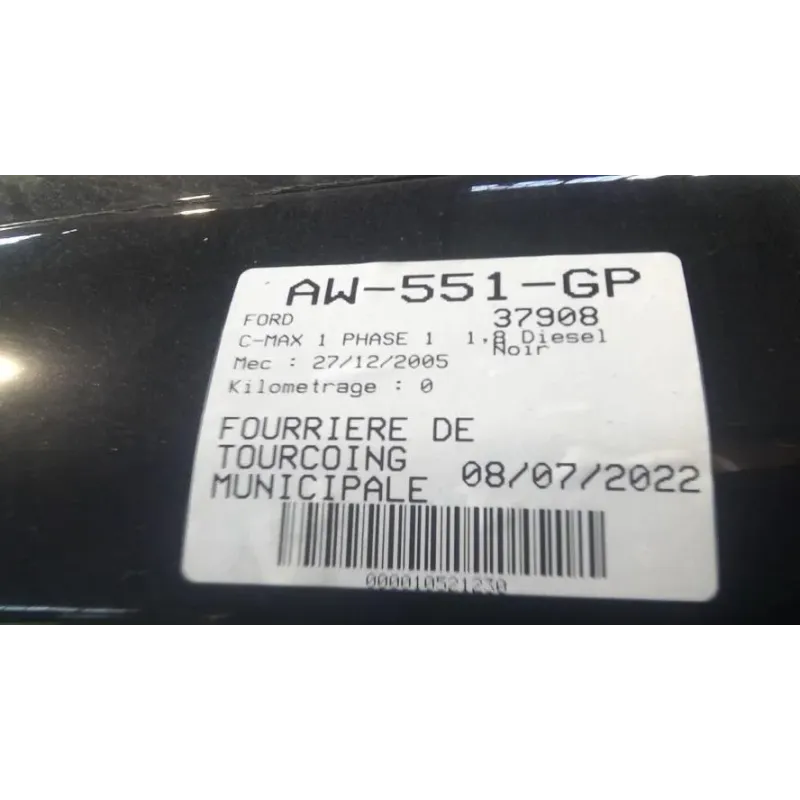 AW-551-GP
FORD 37908
C-MAX 1 PHASE 1 1,8 Diesel
Noir
Mec : 27/12/2005
Kilometrage : 0
FOURRIERE DE
TOURCOING
MUNICIPALE 08/07/2022
000010521230